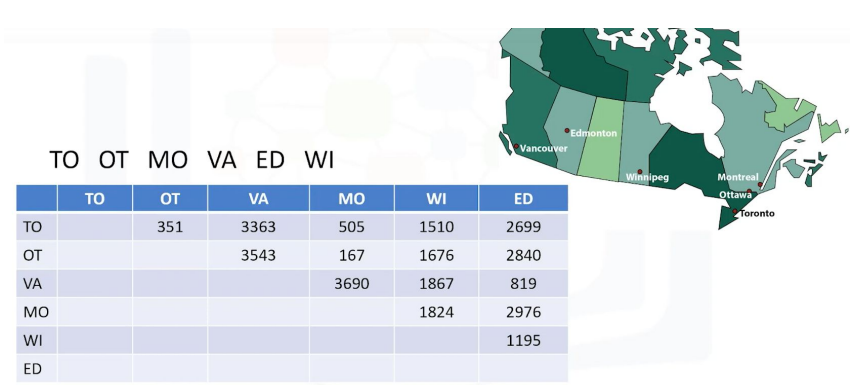 Edmonton
Vancouver
Winnipeg
Montreal
Ottawa
Toronto
TO OT MO VA ED WI
TO OT VA MO WI ED
TO 351 3363 505 1510 2699
OT 3543 167 1676 2840
VA 3690 1867 819
MO 1824 2976
WI 1195
ED